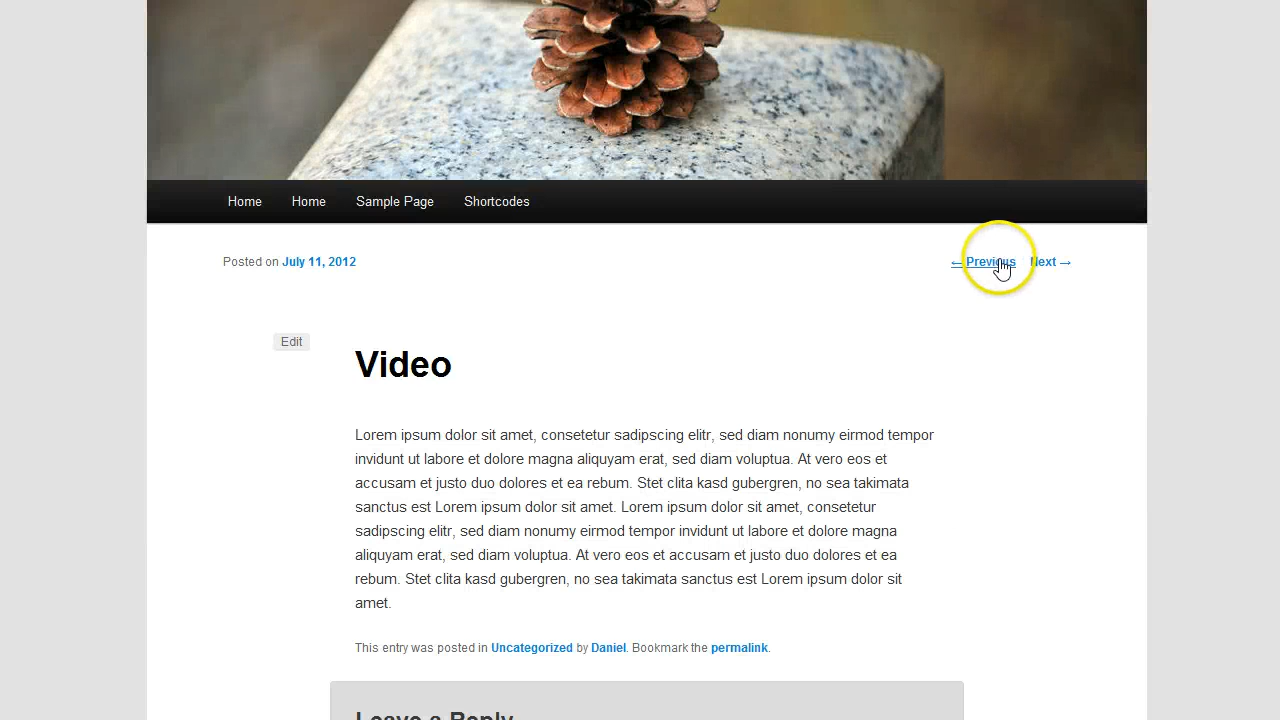 Home Home Sample Page Shortcodes
Posted on July 11, 2012 ← Previous Next →
Edit
Video
Lorem ipsum dolor sit amet, consetetur sadipscing elitr, sed diam nonumy eirmod tempor
invidunt ut labore et dolore magna aliquyam erat, sed diam voluptua. At vero eos et
accusam et justo duo dolores et ea rebum. Stet clita kasd gubergren, no sea takimata
sanctus est Lorem ipsum dolor sit amet. Lorem ipsum dolor sit amet, consetetur
sadipscing elitr, sed diam nonumy eirmod tempor invidunt ut labore et dolore magna
aliquyam erat, sed diam voluptua. At vero eos et accusam et justo duo dolores et ea
rebum. Stet clita kasd gubergren, no sea takimata sanctus est Lorem ipsum dolor sit
amet.
This entry was posted in Uncategorized by Daniel. Bookmark the permalink.
Leave a Reply